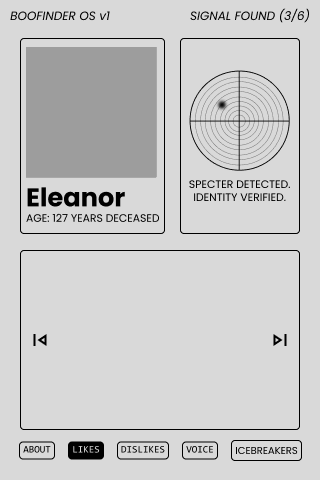 BOOFINDER OS v1
SIGNAL FOUND (3/6)
Eleanor
AGE: 127 YEARS DECEASED
SPECTER DETECTED.
IDENTITY VERIFIED.
ABOUT
LIKES
DISLIKES
VOICE
ICEBREAKERS